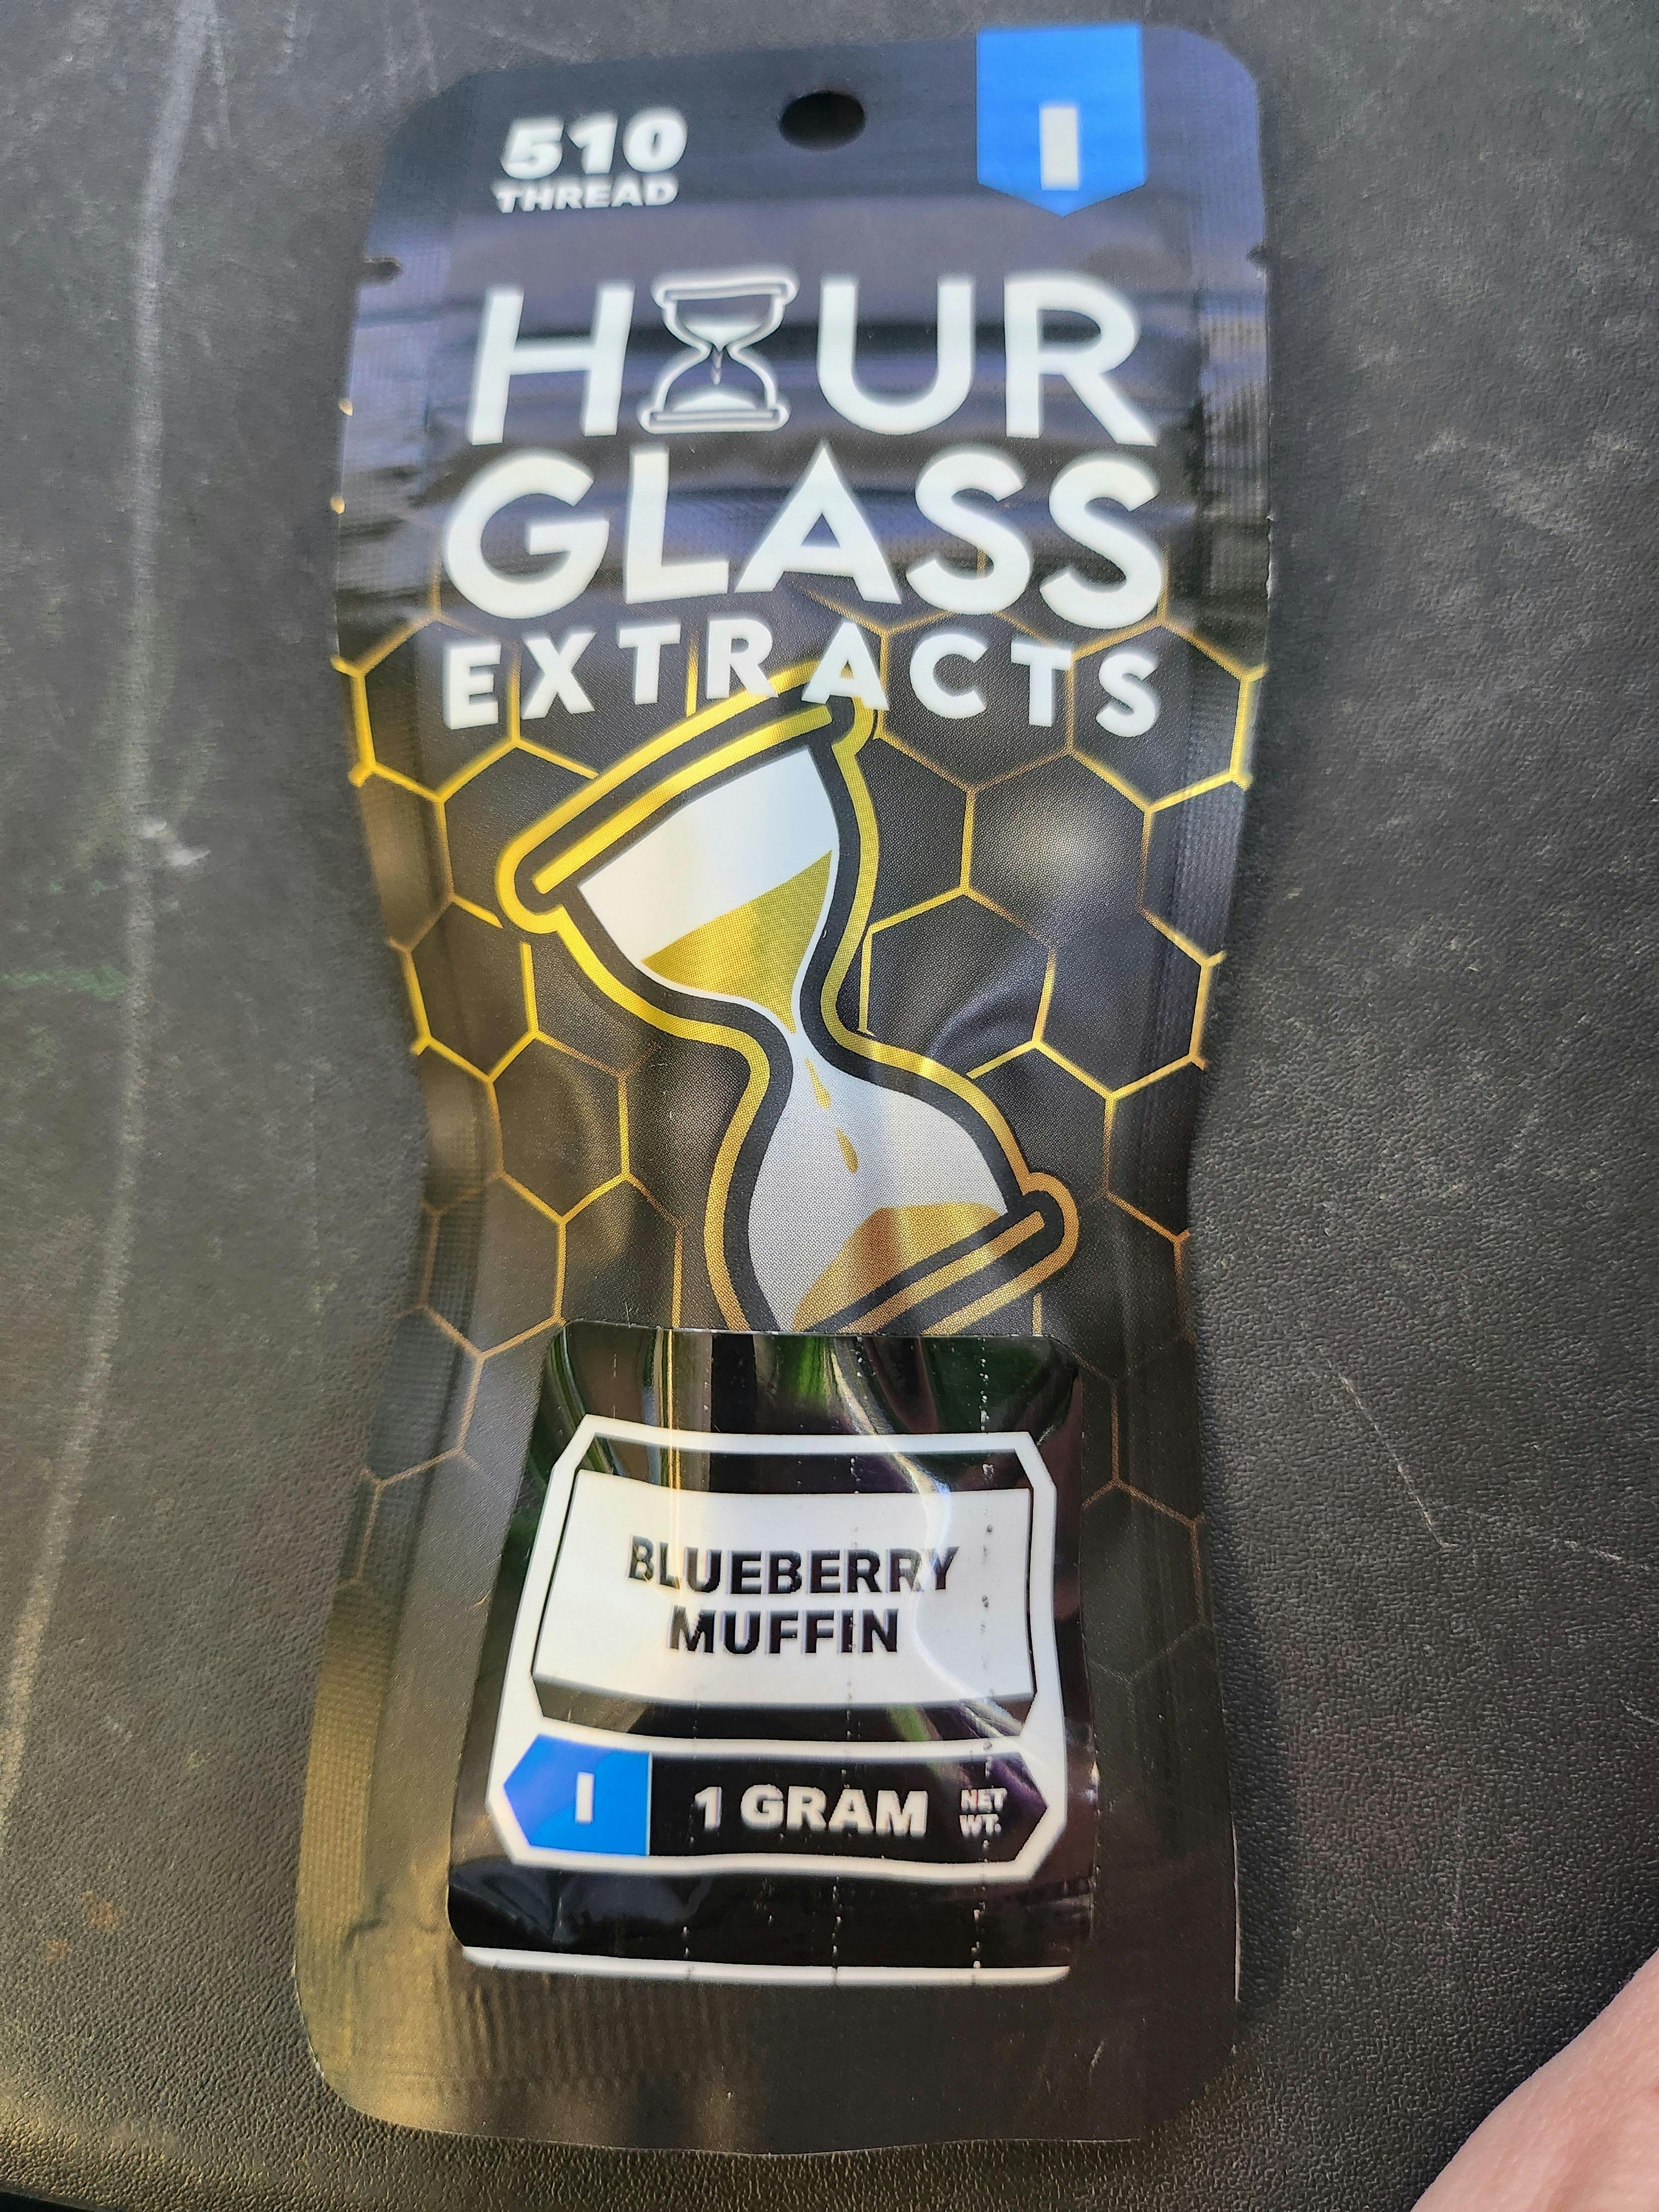 510
THREAD
I
HOUR
GLASS
EXTRACTS
BLUEBERRY
MUFFIN
I
1 GRAM NET WT.